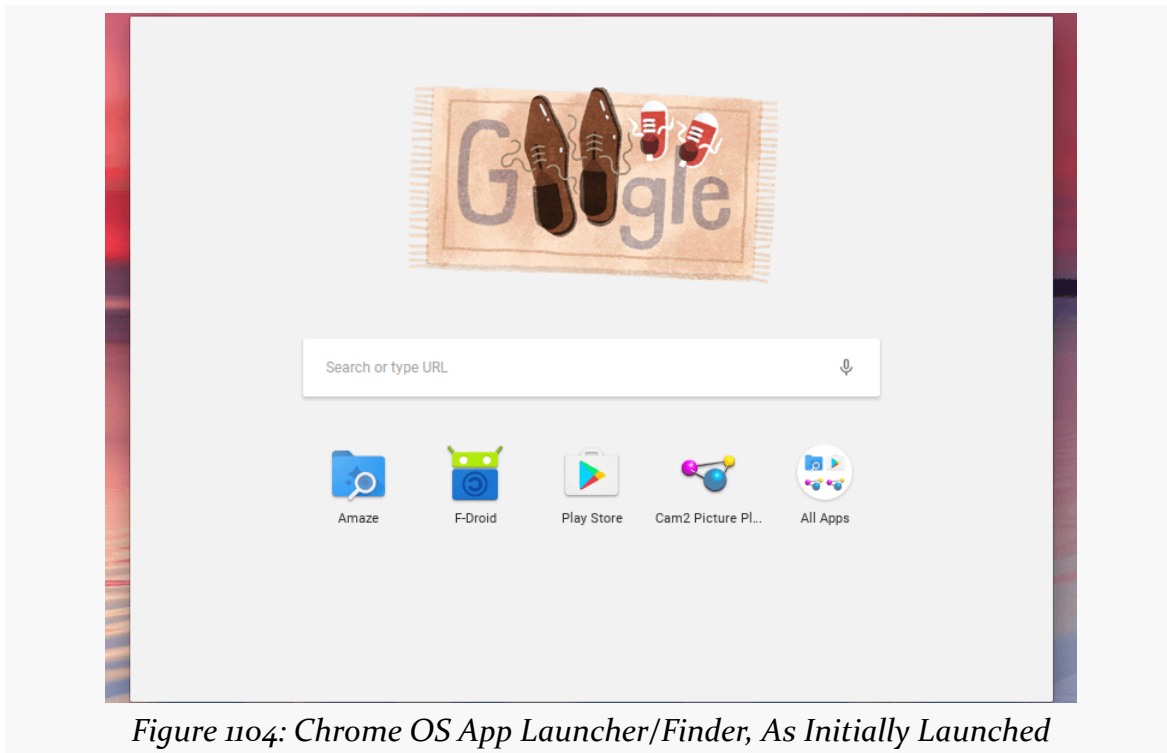 Google
Search or type URL
Amaze F-Droid Play Store Cam2 Picture Pl... All Apps
Figure 1104: Chrome OS App Launcher/Finder, As Initially Launched